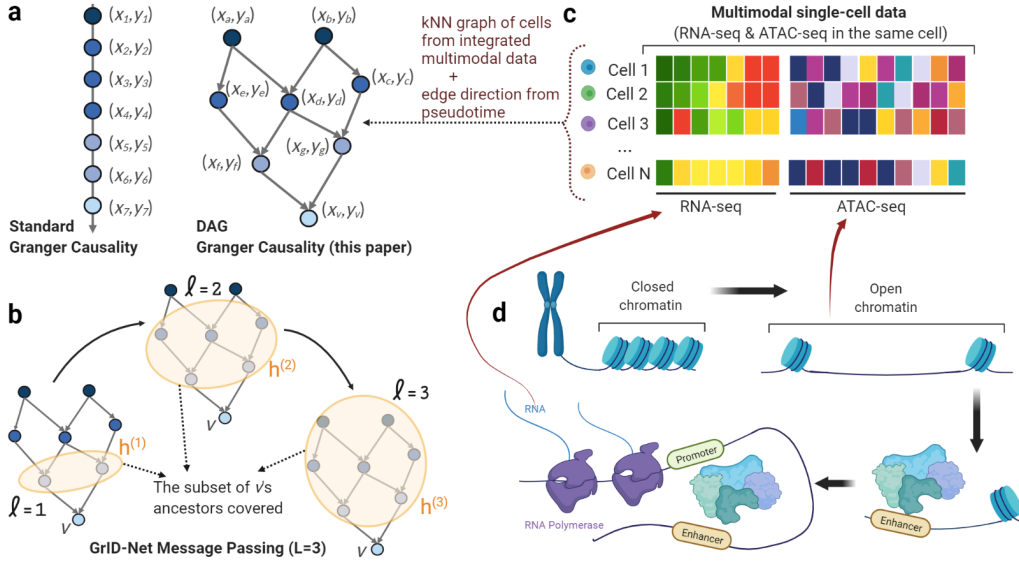 a
(x1,y1)
(x2,y2)
(x3,y3)
(x4,y4)
(x5,y5)
(x6,y6)
(x7,y7)
Standard
Granger Causality
(xa,ya)
(xb,yb)
(xc,yc)
(xe,ye)
(xd,yd)
(xg,yg)
(xf,yf)
(xv,yv)
DAG
Granger Causality (this paper)
kNN graph of cells
from integrated
multimodal data
+
edge direction from
pseudotime
c
Multimodal single-cell data
(RNA-seq & ATAC-seq in the same cell)
Cell 1
Cell 2
Cell 3
...
Cell N
RNA-seq
ATAC-seq
b
ℓ=2
h(2)
v
ℓ=3
h(3)
v
h(1)
ℓ=1
v
The subset of v's
ancestors covered
GrID-Net Message Passing (L=3)
d
Closed
chromatin
Open
chromatin
RNA
Promoter
RNA Polymerase
Enhancer
Enhancer